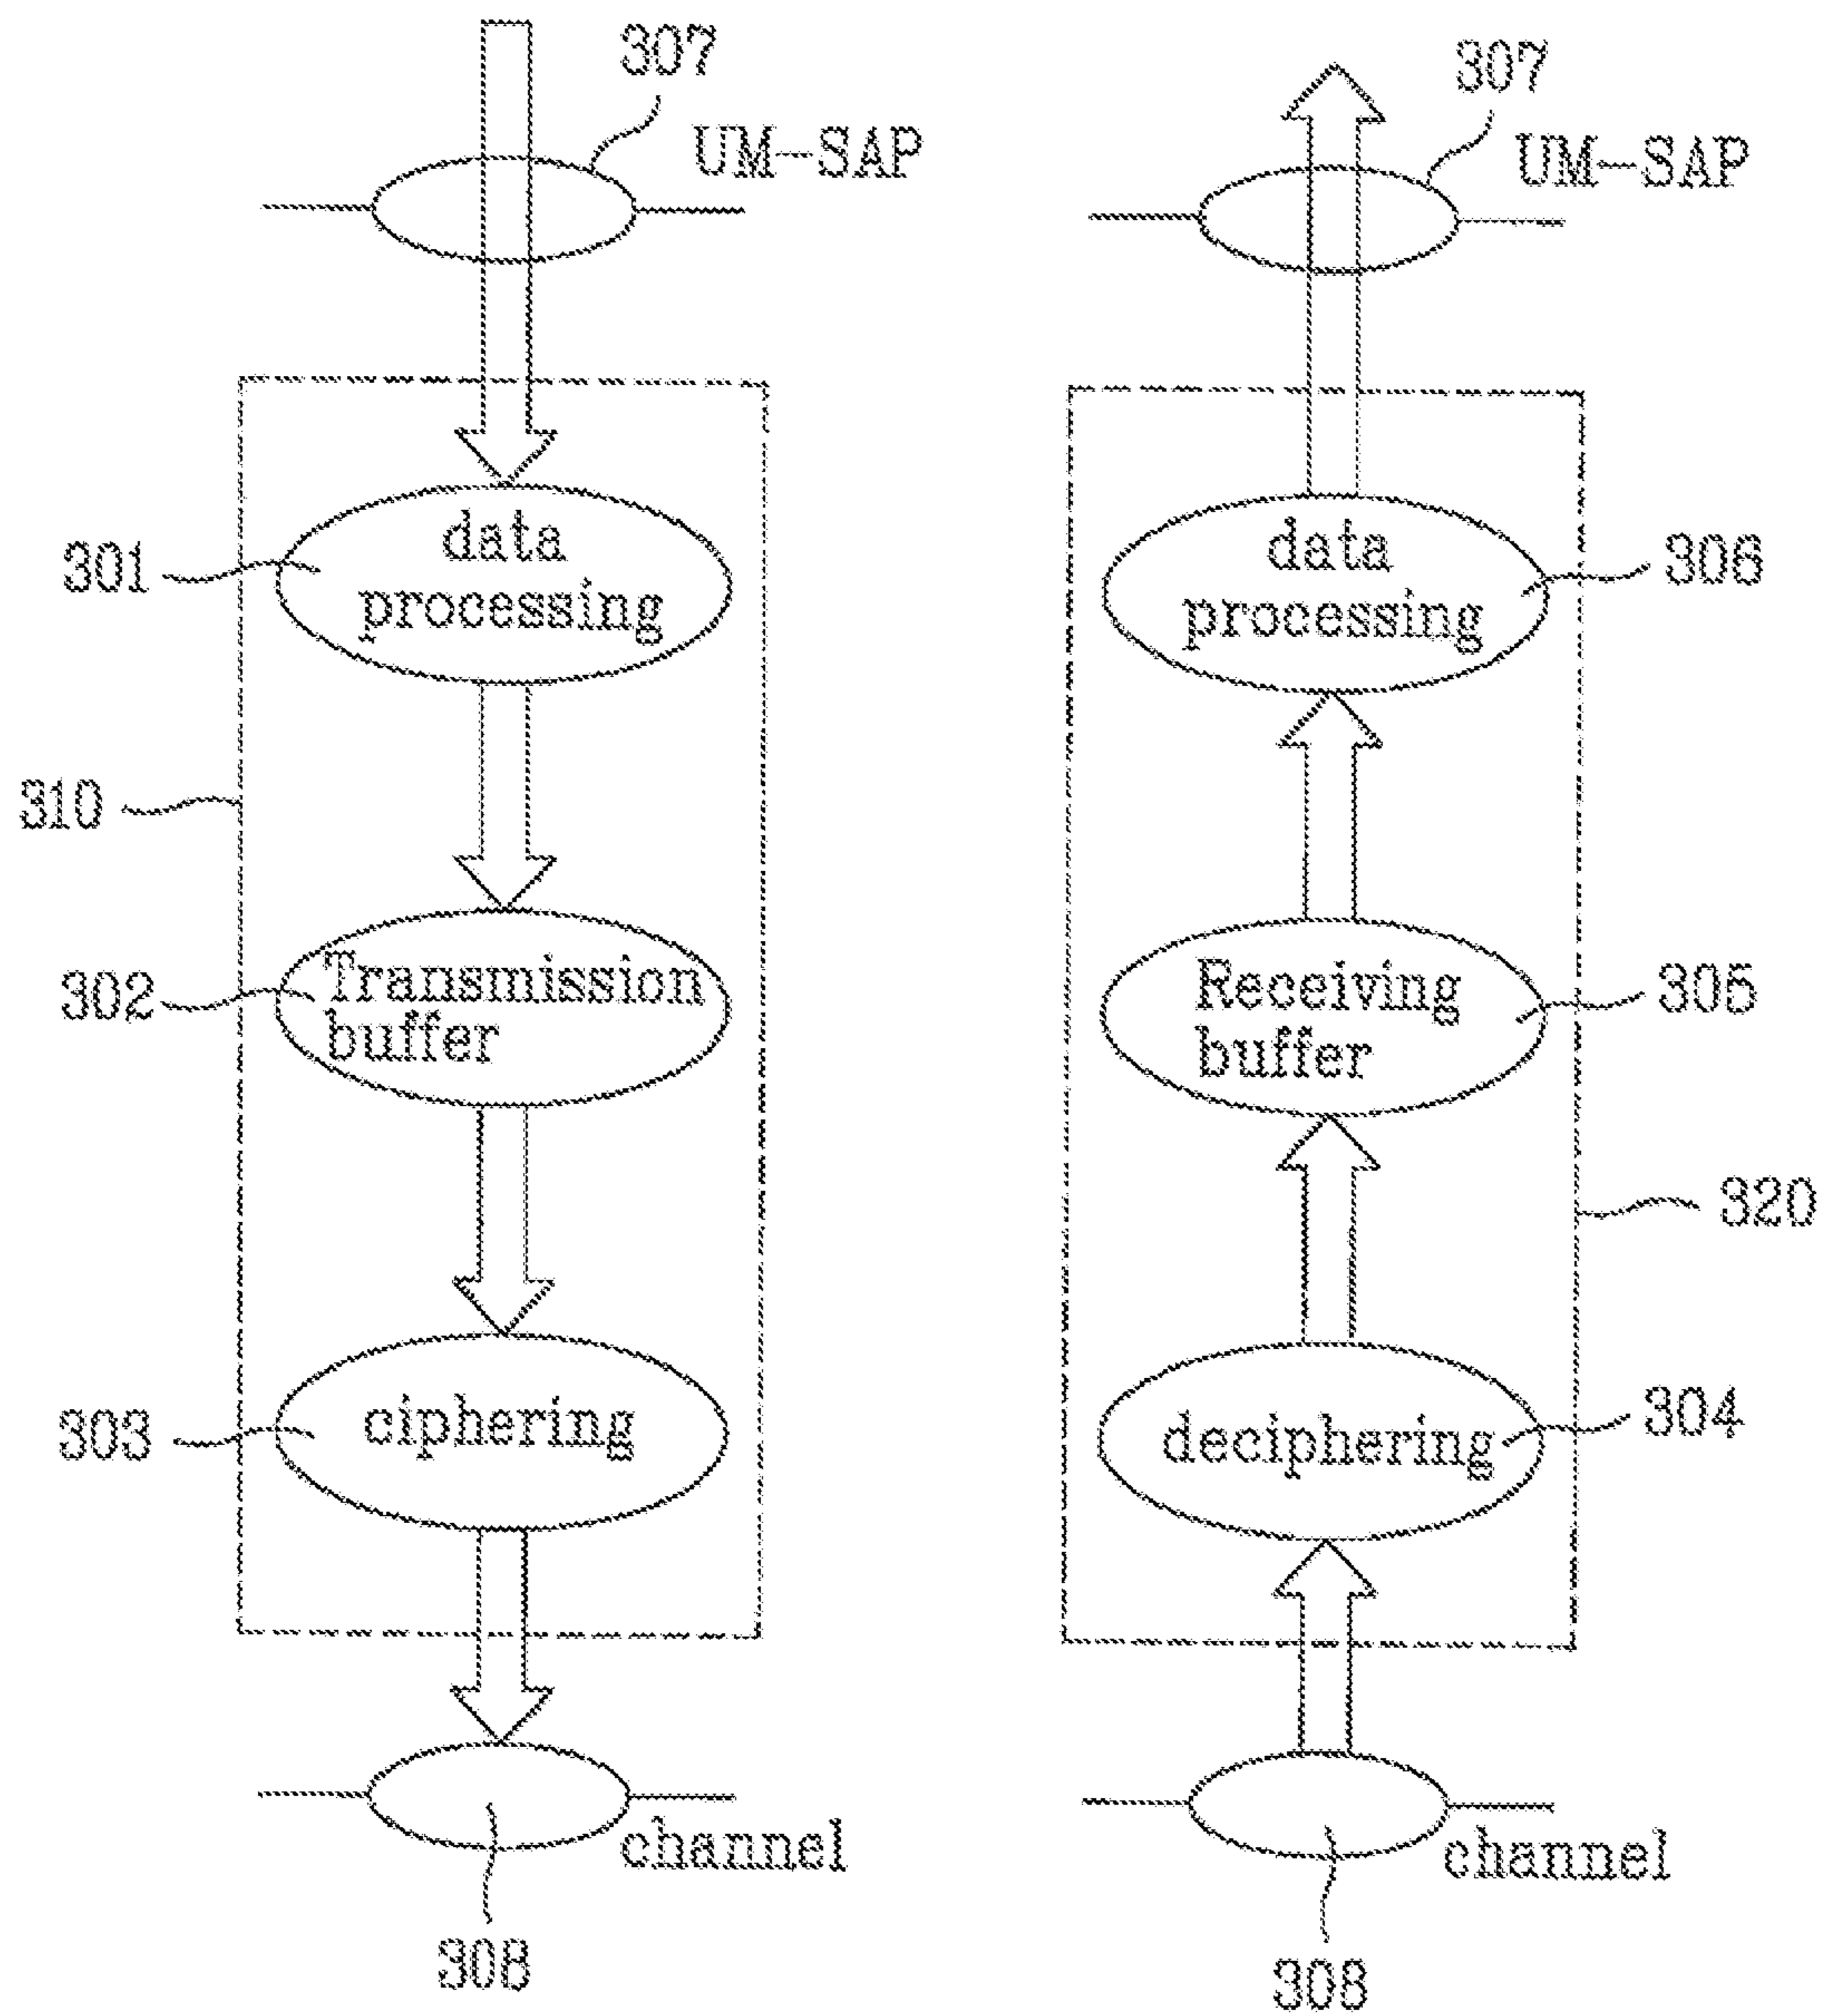 307
UM-SAP
301
data
processing
310
302
Transmission
buffer
303
ciphering
channel
308
307
UM-SAP
data
processing
306
Receiving
buffer
305
320
deciphering
304
channel
308